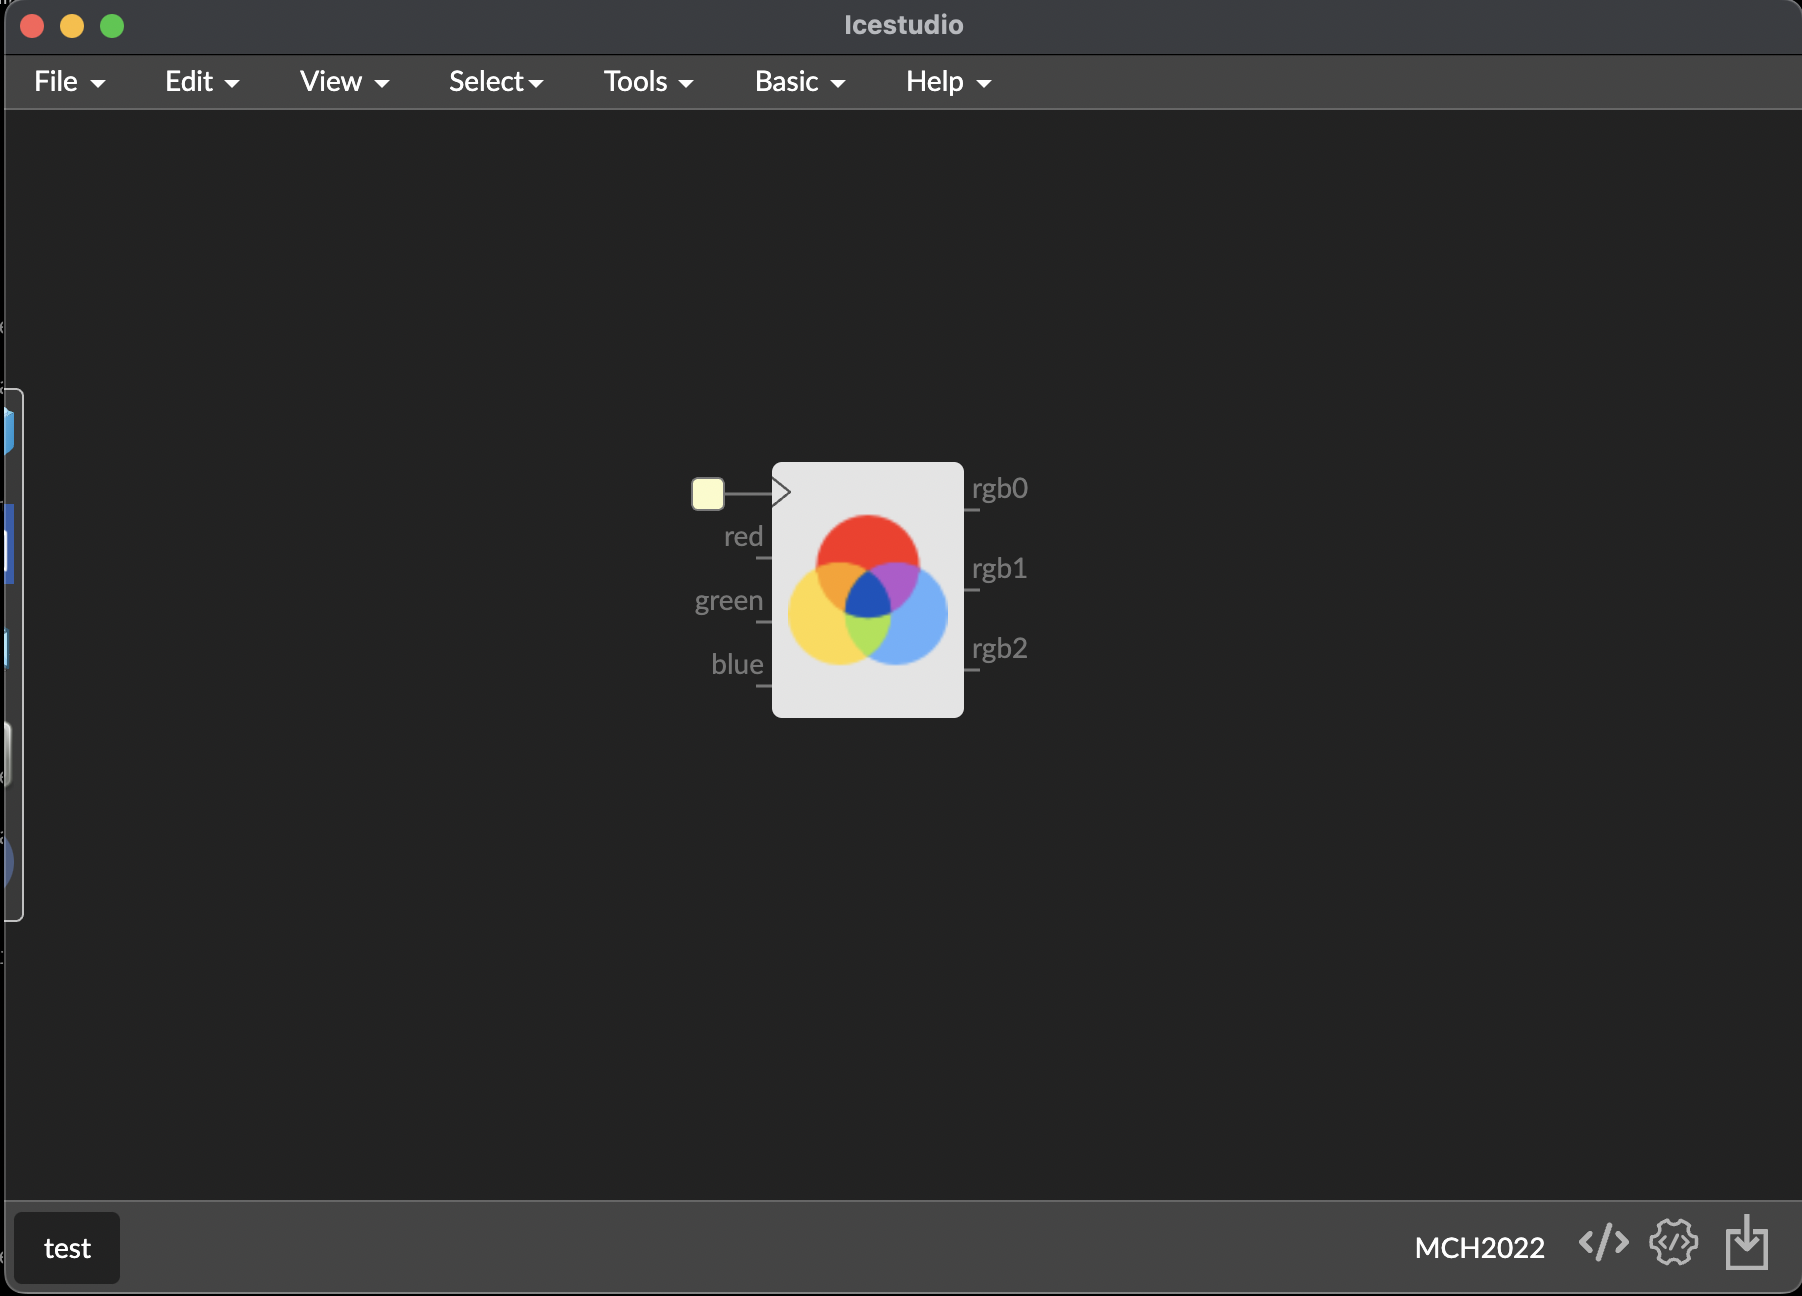 Icestudio
File Edit View Select Tools Basic Help
rgb0
red
rgb1
green
rgb2
blue
test
MCH2022